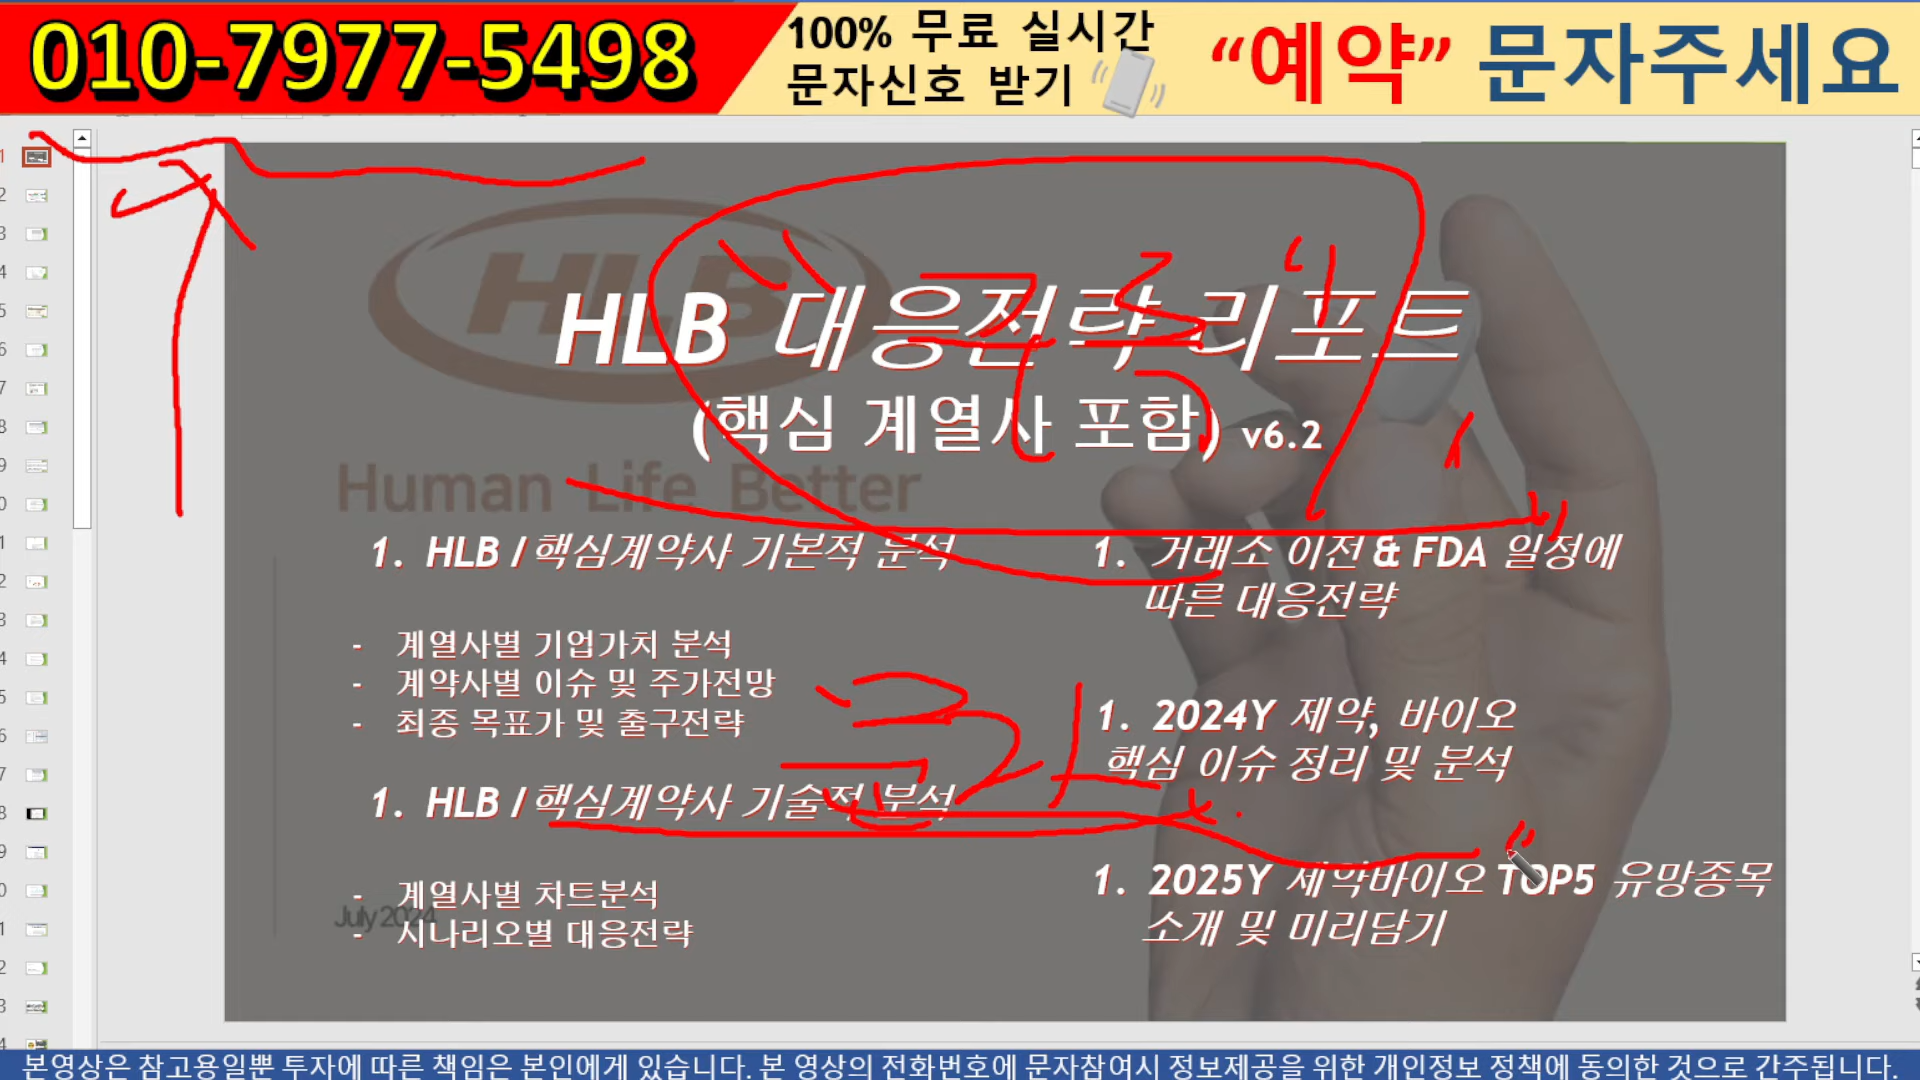 010-7977-5498
100% 무료 실시간
문자신호 받기
“예약” 문자주세요
HLB
HLB 대응전략 리포트
(핵심 계열사 포함) v6.2
Human Life Better
1. HLB / 핵심계약사 기본적 분석
- 계열사별 기업가치 분석
- 계약사별 이슈 및 주가전망
- 최종 목표가 및 출구전략
1. HLB / 핵심계약사 기술적 분석
- 계열사별 차트분석
- 시나리오별 대응전략
July 2024
1. 거래소 이전 & FDA 일정에
따른 대응전략
1. 2024Y 제약, 바이오
핵심 이슈 정리 및 분석
1. 2025Y 제약바이오 TOP5 유망종목
소개 및 미리담기
본영상은 참고용일뿐 투자에 따른 책임은 본인에게 있습니다. 본 영상의 전화번호에 문자참여시 정보제공을 위한 개인정보 정책에 동의한 것으로 간주됩니다.